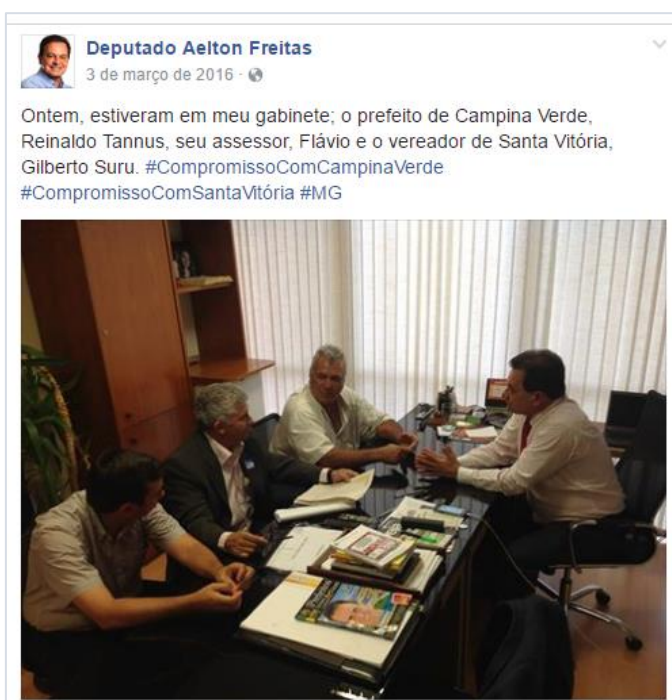 Deputado Aelton Freitas
3 de março de 2016 ·
Ontem, estiveram em meu gabinete; o prefeito de Campina Verde,
Reinaldo Tannus, seu assessor, Flávio e o vereador de Santa Vitória,
Gilberto Suru. #CompromissoComCampinaVerde
#CompromissoComSantaVitória #MG